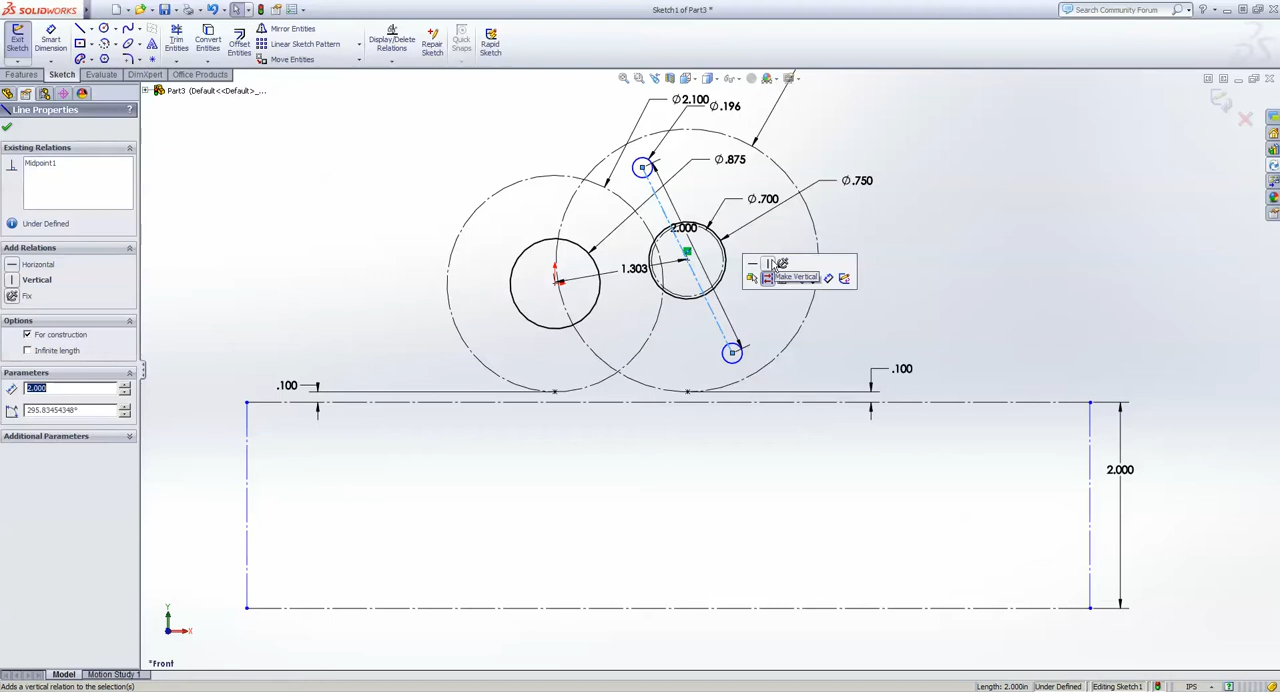 SOLIDWORKS
Sketch1 of Part3 *
Search Community Forum
Exit Sketch
Smart Dimension
Trim Entities
Convert Entities
Offset Entities
Mirror Entities
Linear Sketch Pattern
Move Entities
Display/Delete Relations
Repair Sketch
Quick Snaps
Rapid Sketch
Features
Sketch
Evaluate
DimXpert
Office Products
Part3 (Default<<Default>_...
Line Properties
?
Existing Relations
Midpoint1
Under Defined
Add Relations
Horizontal
Vertical
Fix
Options
For construction
Infinite length
Parameters
2.000
295.83454348°
Additional Parameters
Ø2.100
Ø.196
Ø.875
Ø.750
Ø.700
2.000
1.303
Make Vertical
.100
.100
2.000
Y
X
*Front
Model
Motion Study 1
Adds a vertical relation to the selection(s)
Length: 2.000in
Under Defined
Editing Sketch1
IPS